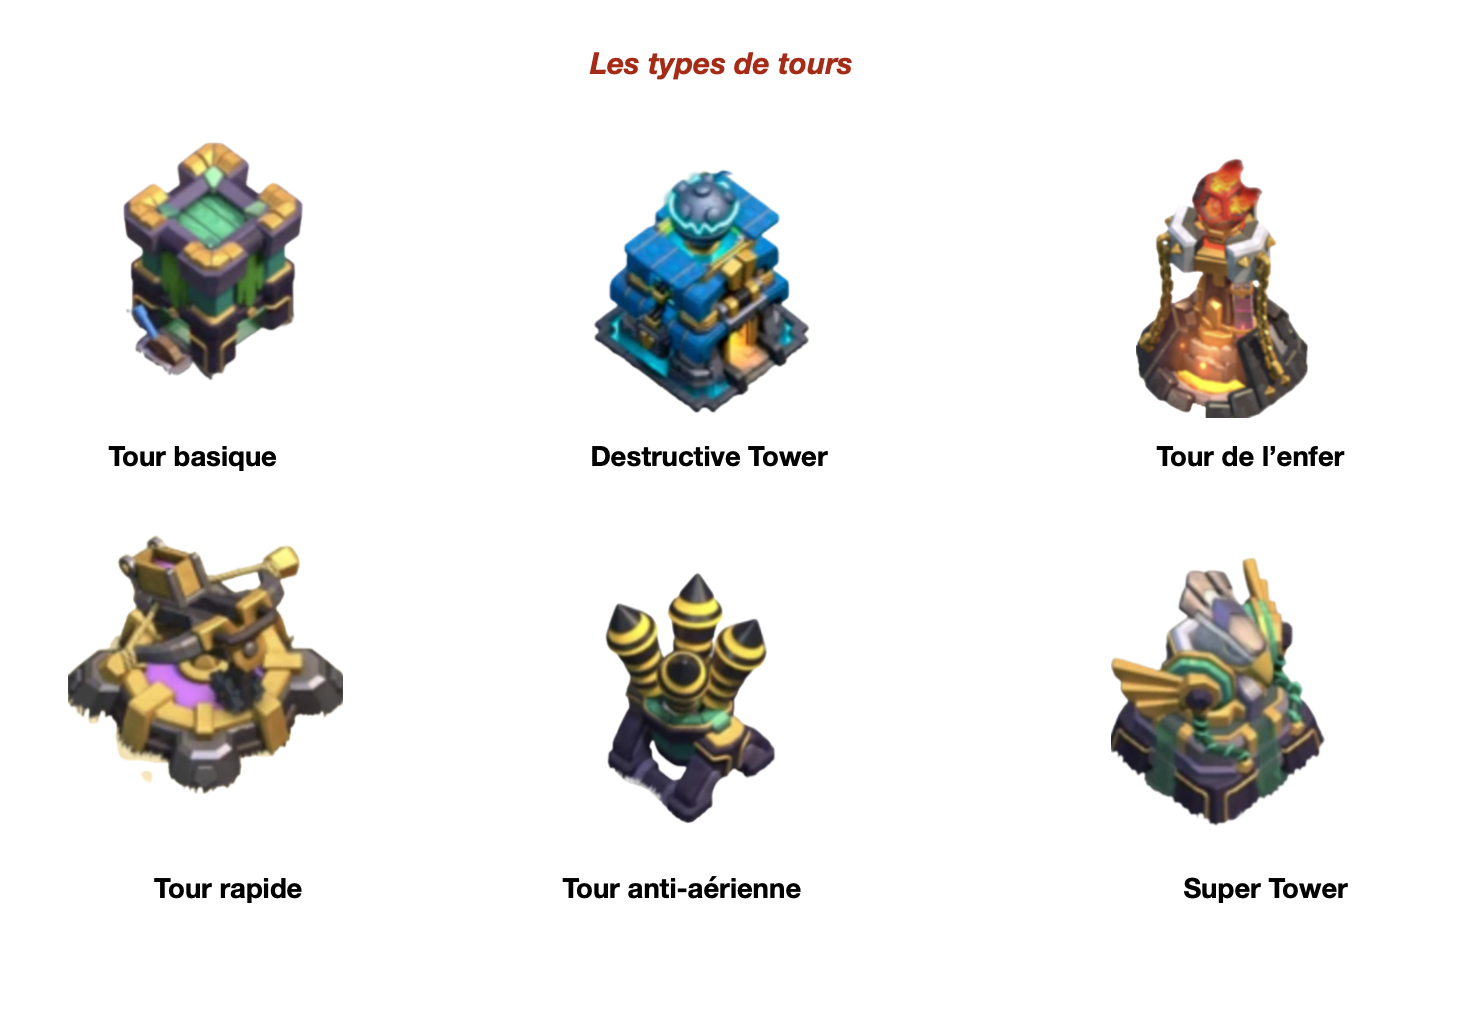 Les types de tours
Tour basique
Destructive Tower
Tour de l’enfer
Tour rapide
Tour anti-aérienne
Super Tower